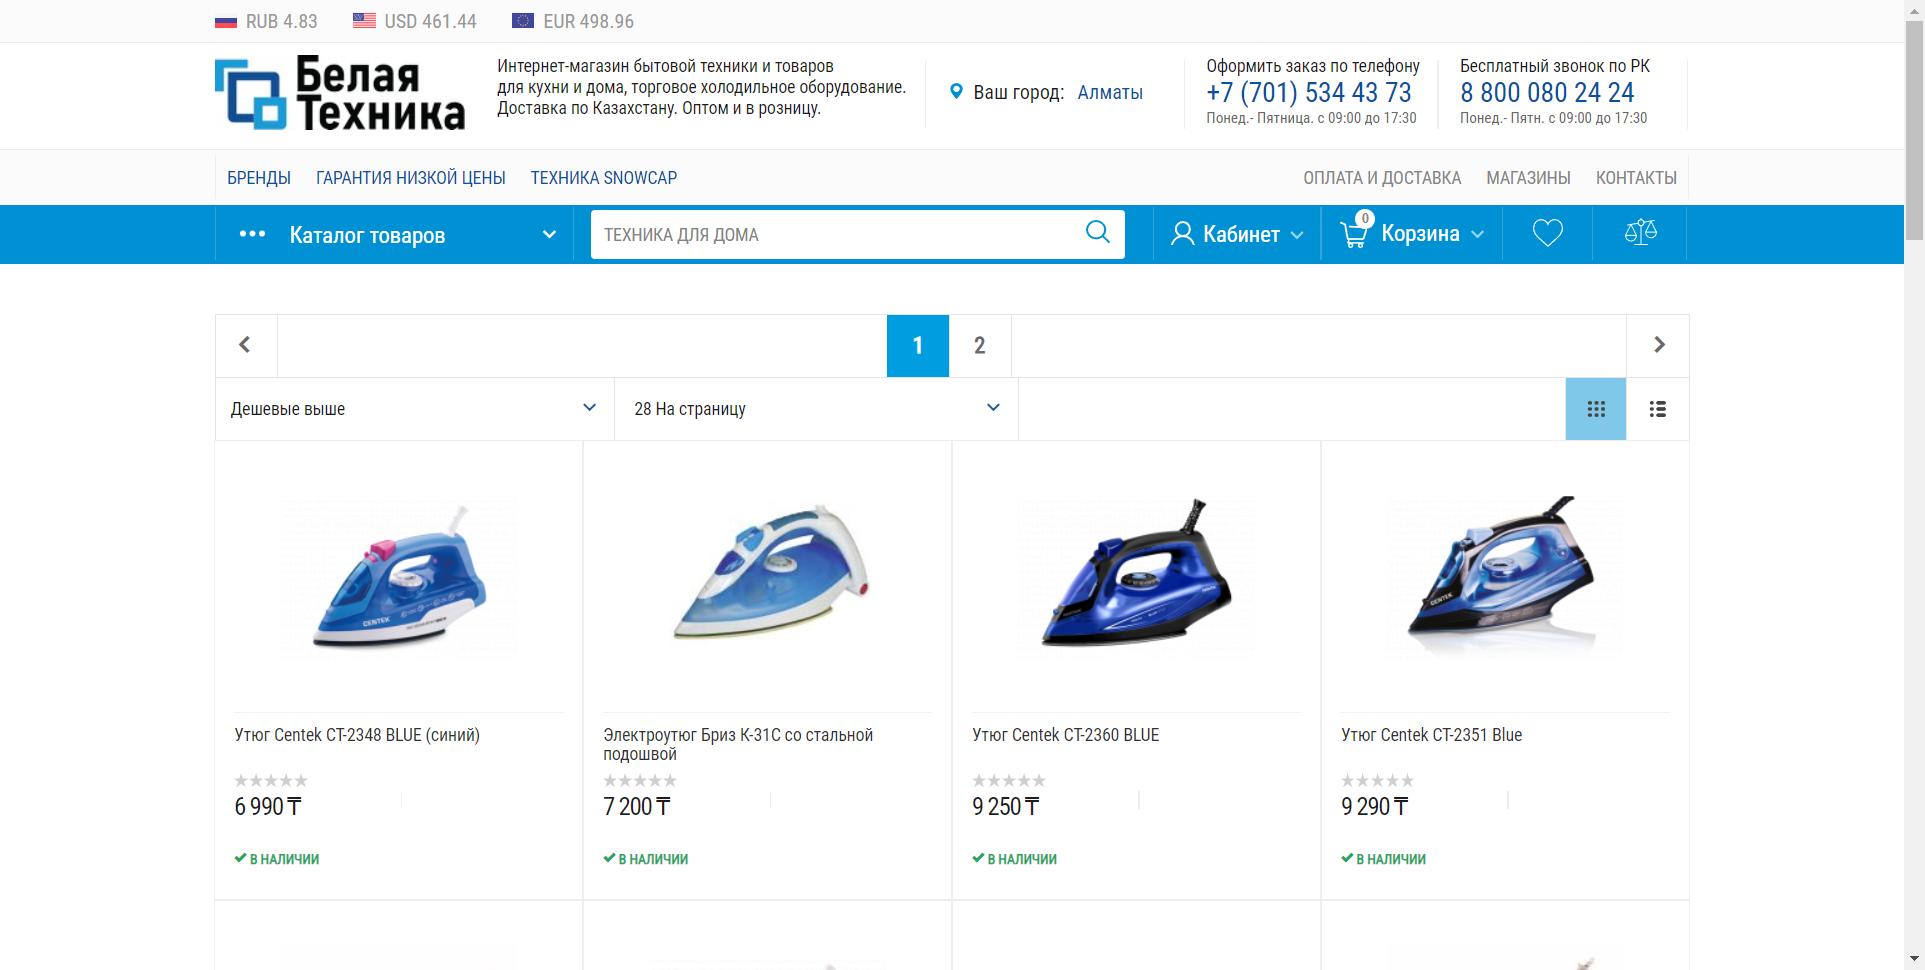 RUB 4.83
USD 461.44
EUR 498.96
Белая
Техника
Интернет-магазин бытовой техники и товаров
для кухни и дома, торговое холодильное оборудование.
Доставка по Казахстану. Оптом и в розницу.
Ваш город: Алматы
Оформить заказ по телефону
+7 (701) 534 43 73
Понед.- Пятница. с 09:00 до 17:30
Бесплатный звонок по РК
8 800 080 24 24
Понед.- Пятн. с 09:00 до 17:30
БРЕНДЫ
ГАРАНТИЯ НИЗКОЙ ЦЕНЫ
ТЕХНИКА SNOWCAP
ОПЛАТА И ДОСТАВКА
МАГАЗИНЫ
КОНТАКТЫ
Каталог товаров
ТЕХНИКА ДЛЯ ДОМА
Кабинет
0
Корзина
1
2
Дешевые выше
28 На страницу
CENTEK
CENTEK
Утюг Centek CT-2348 BLUE (синий)
6 990 ₸
В НАЛИЧИИ
Электроутюг Бриз К-31С со стальной
подошвой
7 200 ₸
В НАЛИЧИИ
Утюг Centek CT-2360 BLUE
9 250 ₸
В НАЛИЧИИ
Утюг Centek CT-2351 Blue
9 290 ₸
В НАЛИЧИИ